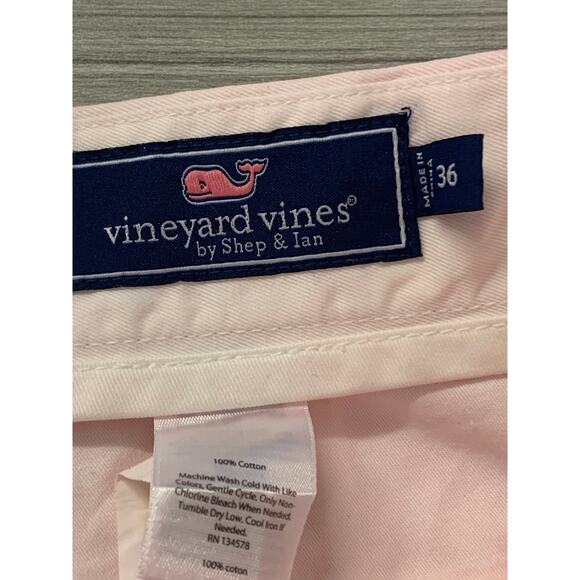 vineyard vines®
by Shep & Ian
MADE IN
CHINA
36
100% Cotton
Machine Wash Cold With Like
Colors, Gentle Cycle. Only Non-
Chlorine Bleach When Needed.
Tumble Dry Low. Cool Iron If
Needed.
RN 134578
100% coton